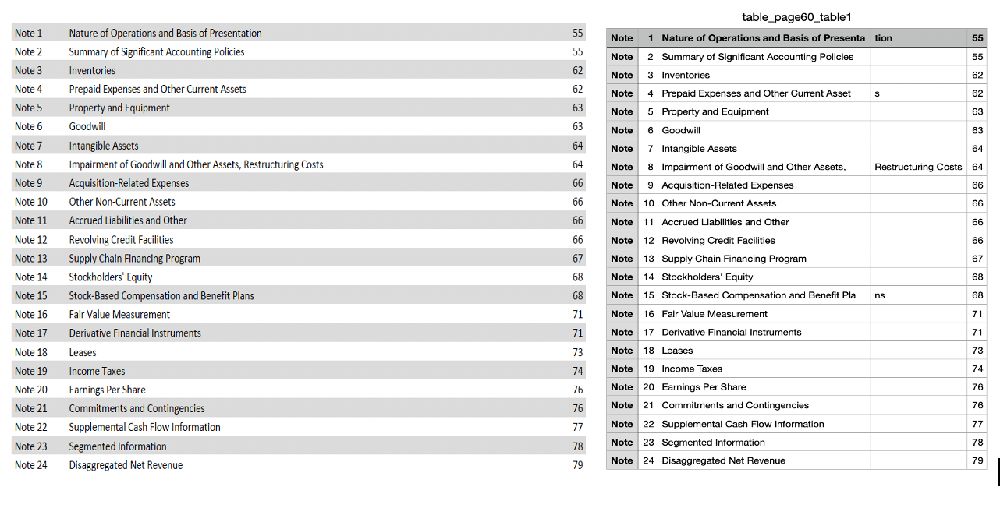 Note 1 Nature of Operations and Basis of Presentation 55
Note 2 Summary of Significant Accounting Policies 55
Note 3 Inventories 62
Note 4 Prepaid Expenses and Other Current Assets 62
Note 5 Property and Equipment 63
Note 6 Goodwill 63
Note 7 Intangible Assets 64
Note 8 Impairment of Goodwill and Other Assets, Restructuring Costs 64
Note 9 Acquisition-Related Expenses 66
Note 10 Other Non-Current Assets 66
Note 11 Accrued Liabilities and Other 66
Note 12 Revolving Credit Facilities 66
Note 13 Supply Chain Financing Program 67
Note 14 Stockholders' Equity 68
Note 15 Stock-Based Compensation and Benefit Plans 68
Note 16 Fair Value Measurement 71
Note 17 Derivative Financial Instruments 71
Note 18 Leases 73
Note 19 Income Taxes 74
Note 20 Earnings Per Share 76
Note 21 Commitments and Contingencies 76
Note 22 Supplemental Cash Flow Information 77
Note 23 Segmented Information 78
Note 24 Disaggregated Net Revenue 79
table_page60_table1
Note 1 Nature of Operations and Basis of Presenta tion 55
Note 2 Summary of Significant Accounting Policies 55
Note 3 Inventories 62
Note 4 Prepaid Expenses and Other Current Asset s 62
Note 5 Property and Equipment 63
Note 6 Goodwill 63
Note 7 Intangible Assets 64
Note 8 Impairment of Goodwill and Other Assets, Restructuring Costs 64
Note 9 Acquisition-Related Expenses 66
Note 10 Other Non-Current Assets 66
Note 11 Accrued Liabilities and Other 66
Note 12 Revolving Credit Facilities 66
Note 13 Supply Chain Financing Program 67
Note 14 Stockholders' Equity 68
Note 15 Stock-Based Compensation and Benefit Pla ns 68
Note 16 Fair Value Measurement 71
Note 17 Derivative Financial Instruments 71
Note 18 Leases 73
Note 19 Income Taxes 74
Note 20 Earnings Per Share 76
Note 21 Commitments and Contingencies 76
Note 22 Supplemental Cash Flow Information 77
Note 23 Segmented Information 78
Note 24 Disaggregated Net Revenue 79